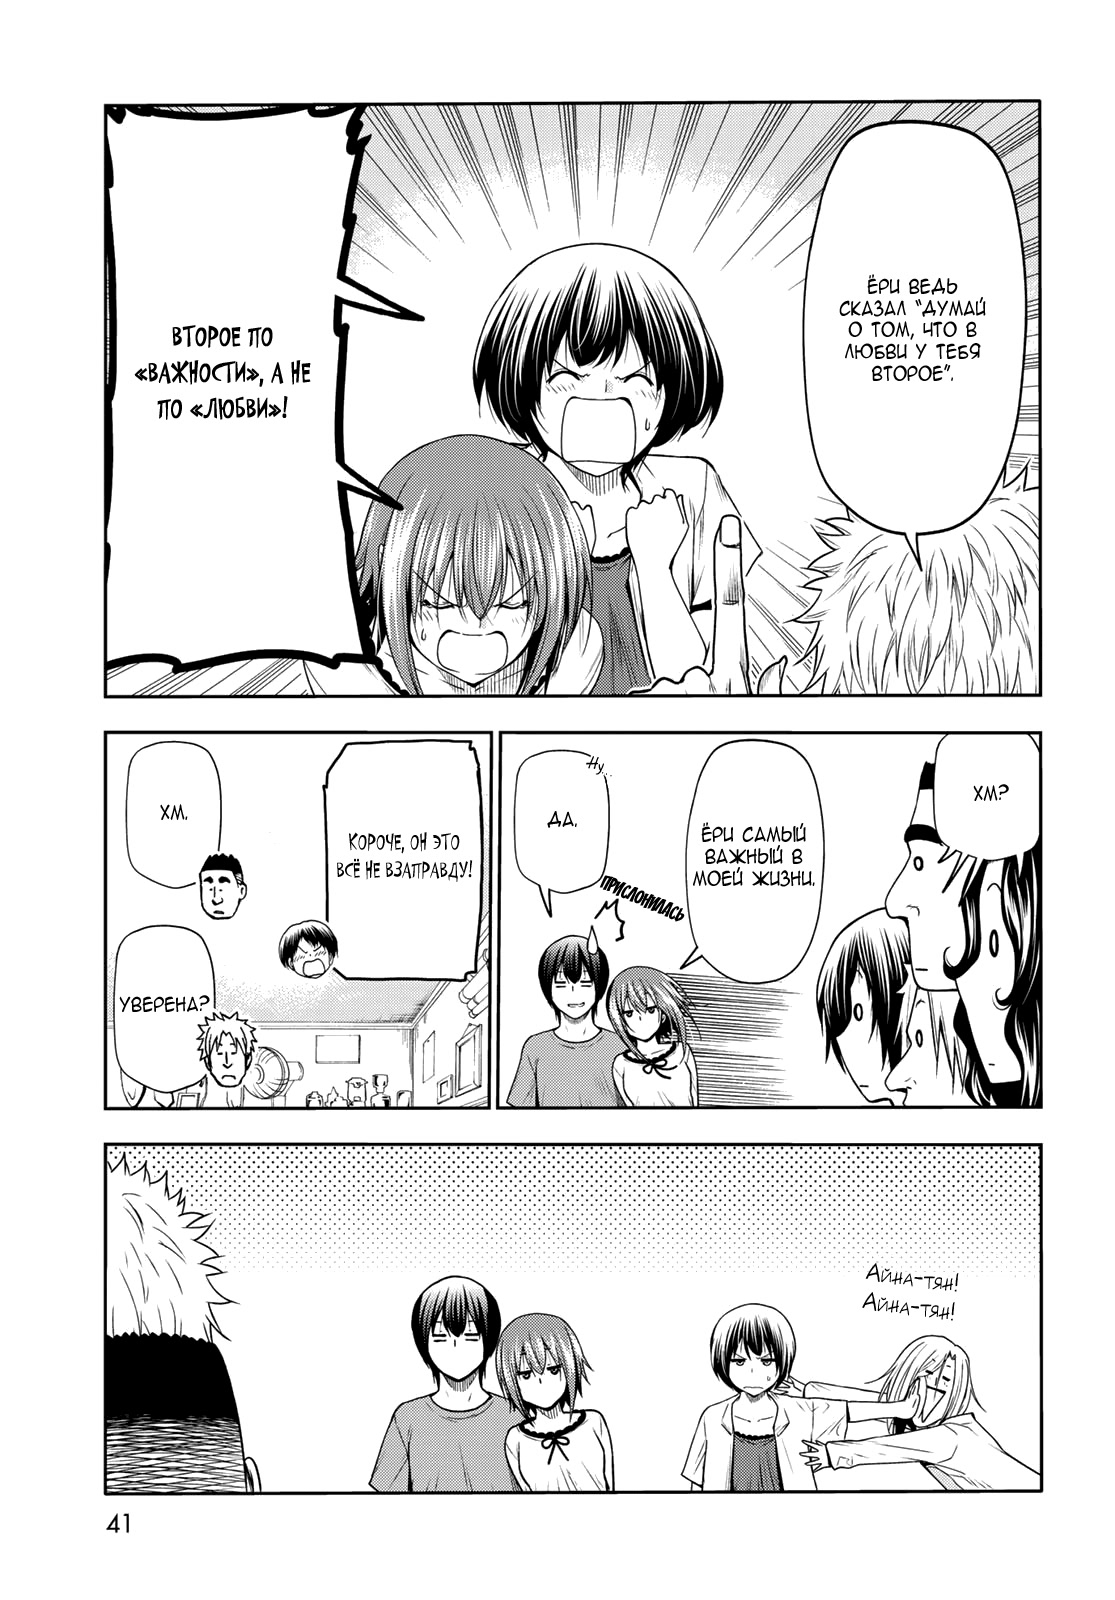 ЁРИ ВЕДЬ
СКАЗАЛ "ДУМАЙ
О ТОМ, ЧТО В
ЛЮБВИ У ТЕБЯ
ВТОРОЕ".
ВТОРОЕ ПО
«ВАЖНОСТИ», А НЕ
ПО «ЛЮБВИ»!
ХМ?
ЁРИ САМЫЙ
ВАЖНЫЙ В
МОЕЙ ЖИЗНИ.
ПРИСЛОНИЛАСЬ
Ну...
ДА.
КОРОЧЕ, ОН ЭТО
ВСЁ НЕ ВЗАПРАВДУ!
ХМ.
УВЕРЕНА?
Айна-тян!
Айна-тян!
41